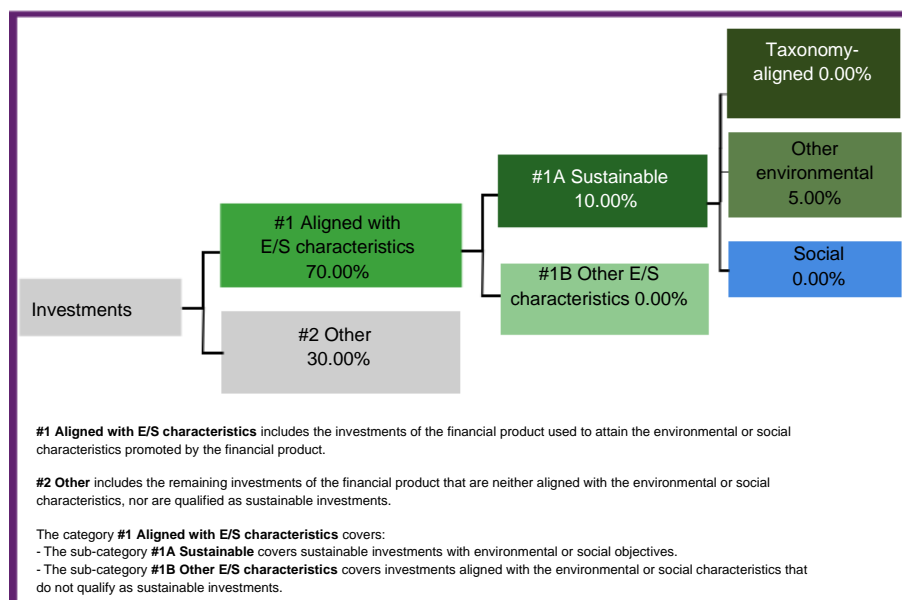 Taxonomy-
aligned 0.00%
Other
environmental
5.00%
#1A Sustainable
10.00%
#1 Aligned with
E/S characteristics
70.00%
Social
0.00%
#1B Other E/S
characteristics 0.00%
Investments
#2 Other
30.00%
#1 Aligned with E/S characteristics includes the investments of the financial product used to attain the environmental or social
characteristics promoted by the financial product.
#2 Other includes the remaining investments of the financial product that are neither aligned with the environmental or social
characteristics, nor are qualified as sustainable investments.
The category #1 Aligned with E/S characteristics covers:
- The sub-category #1A Sustainable covers sustainable investments with environmental or social objectives.
- The sub-category #1B Other E/S characteristics covers investments aligned with the environmental or social characteristics that
do not qualify as sustainable investments.